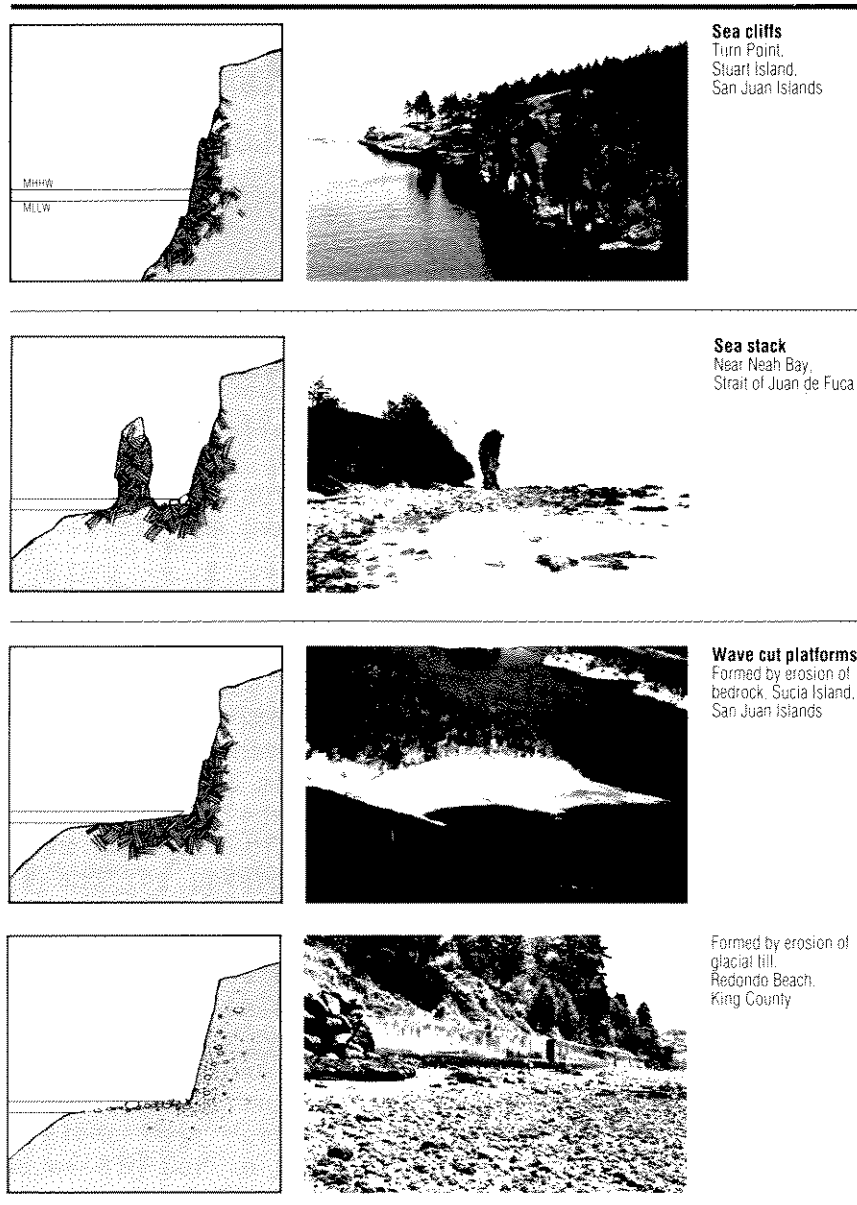 Sea cliffs
Turn Point,
Stuart Island,
San Juan Islands
MHHW
MLLW
Sea stack
Near Neah Bay,
Strait of Juan de Fuca
Wave cut platforms
Formed by erosion of
bedrock, Sucia Island,
San Juan Islands
Formed by erosion of
glacial till,
Redondo Beach,
King County